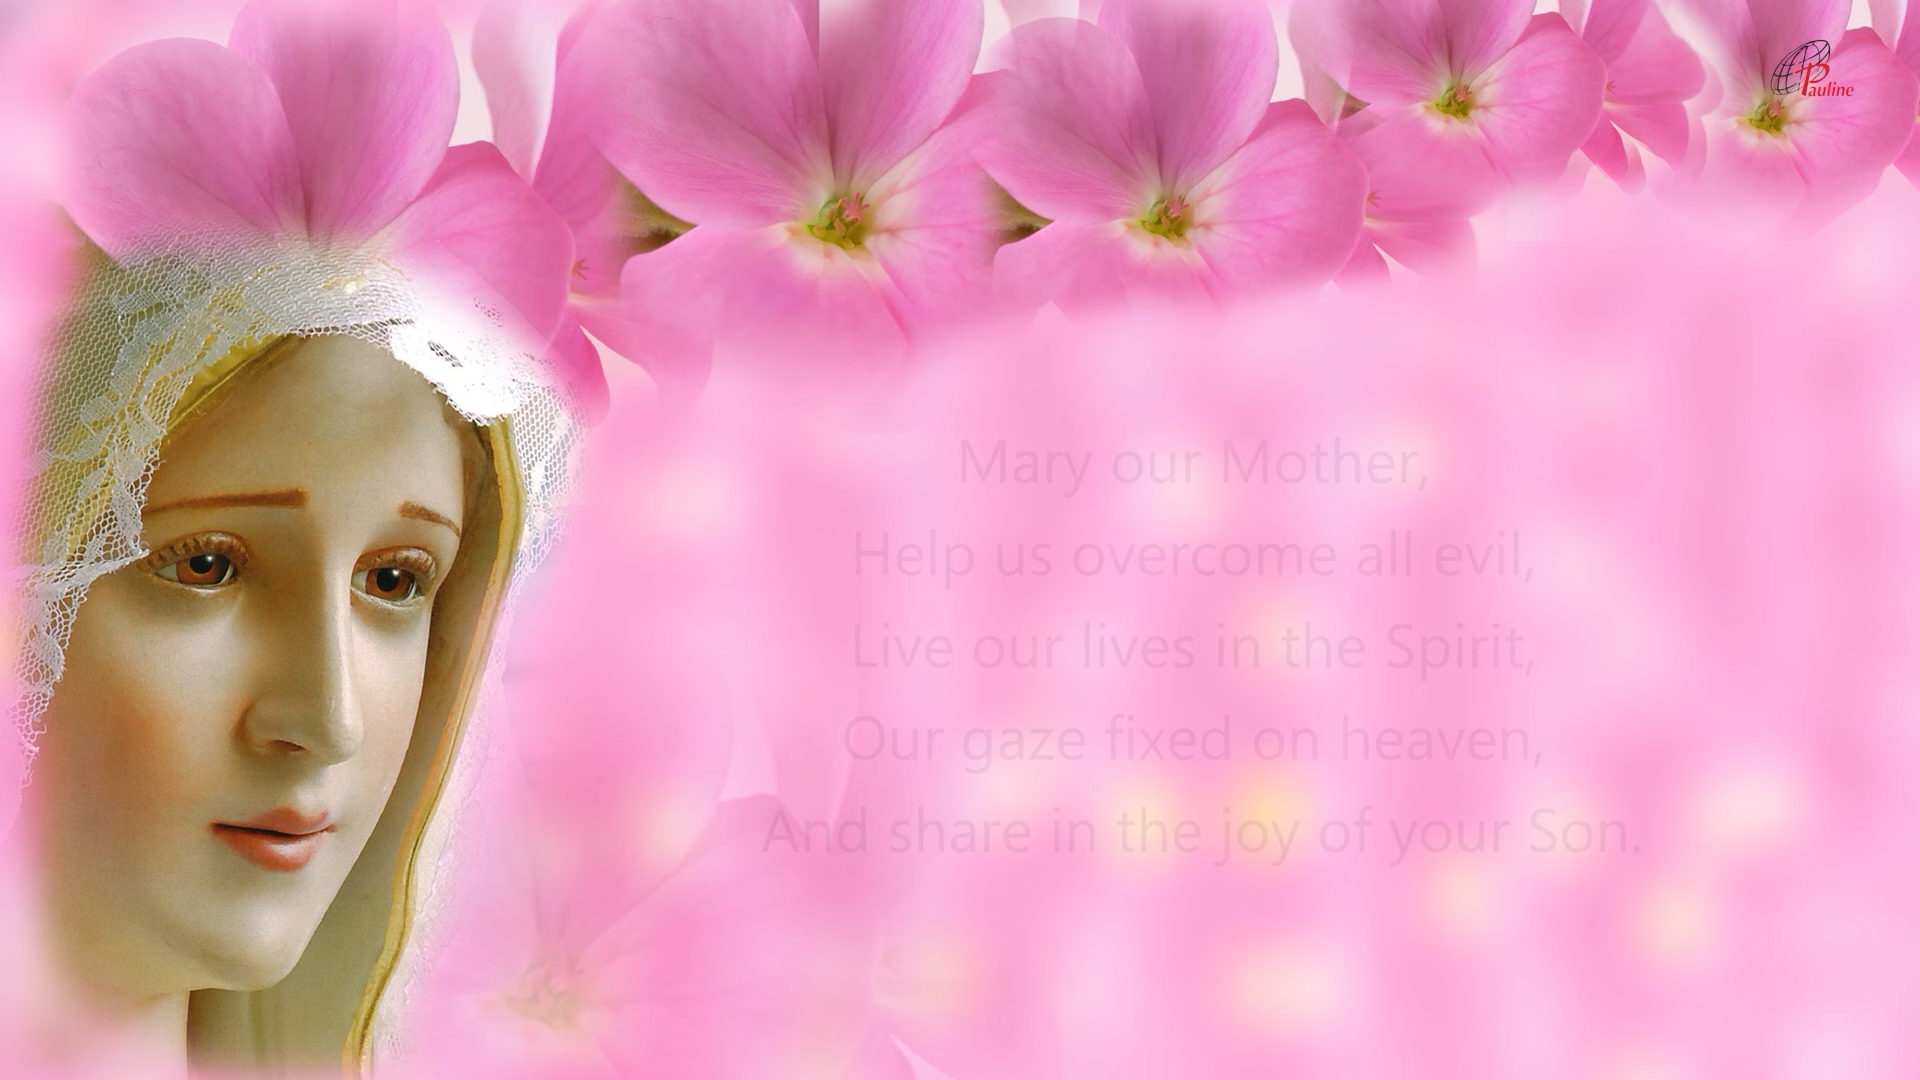 Pauline
Mary our Mother,
Help us overcome all evil,
Live our lives in the Spirit,
Our gaze fixed on heaven,
And share in the joy of your Son.